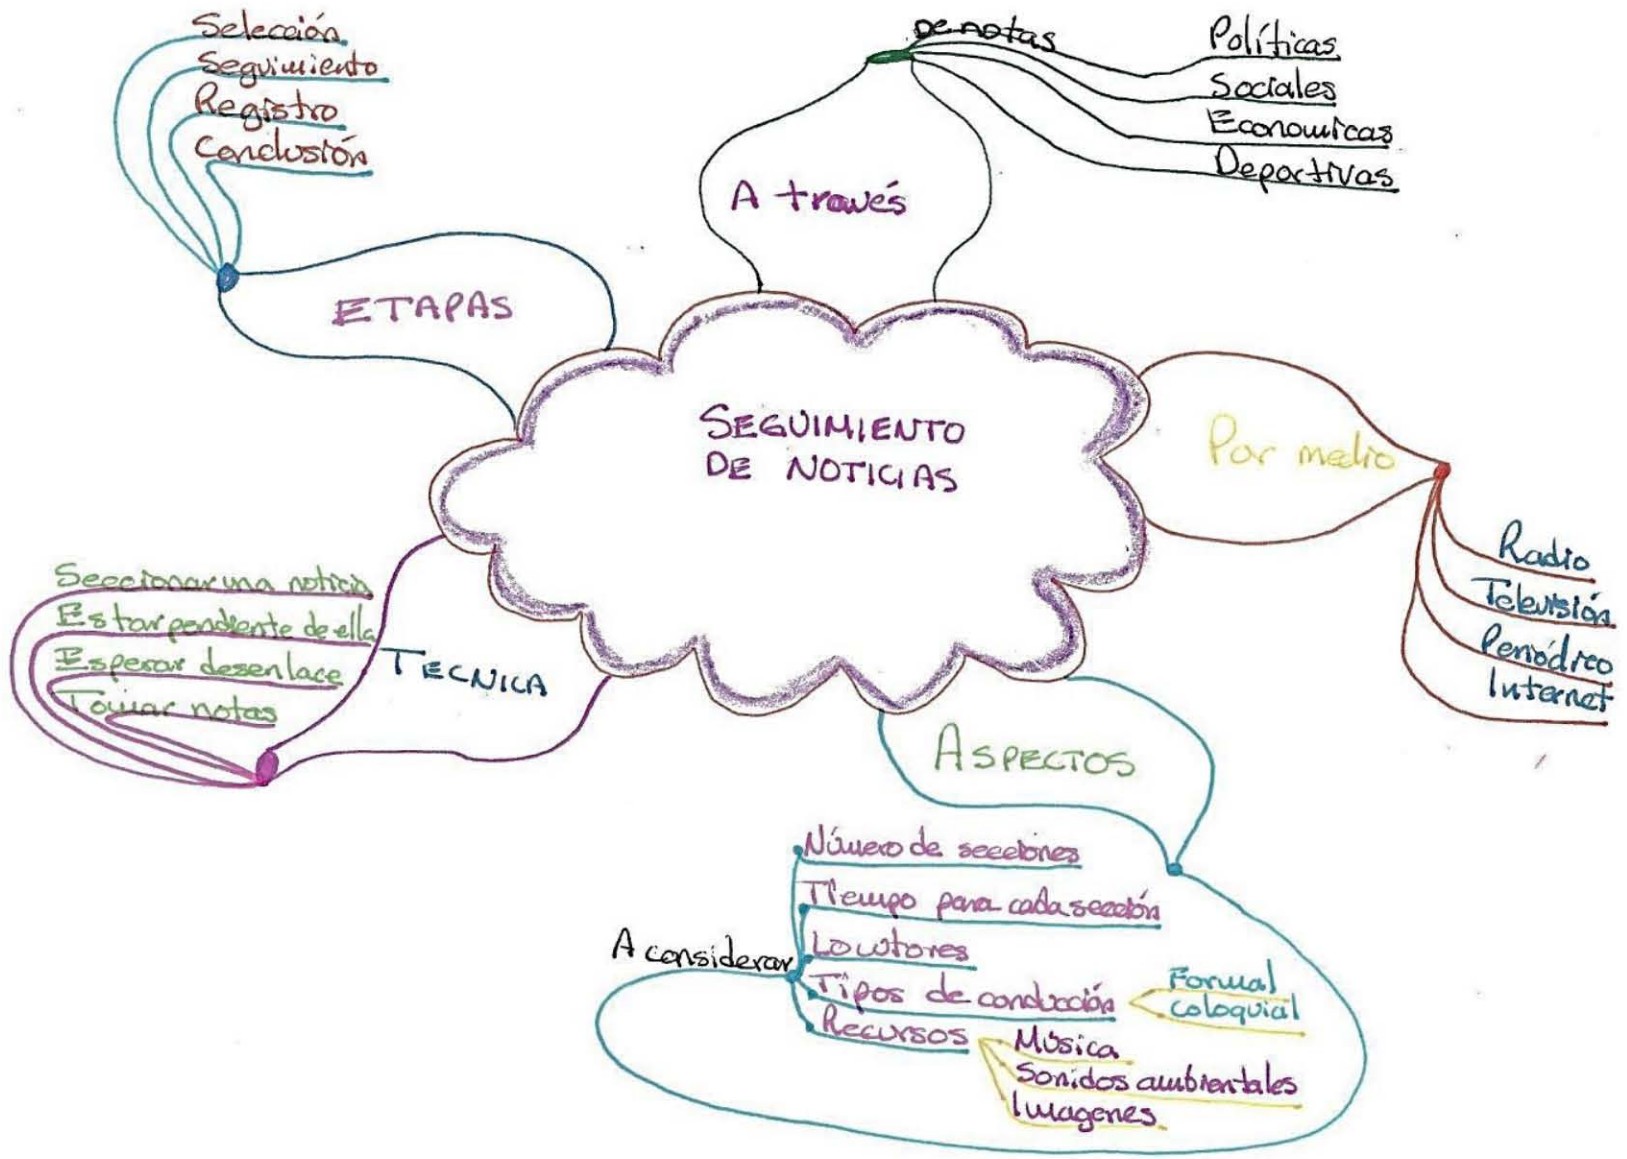 Selección
Seguimiento
Registro
Conclusión
ETAPAS
De notas
Políticas
Sociales
Economicas
Deportivas
A través
SEGUIMIENTO
DE NOTICIAS
Por medio
Radio
Televisión
Periódico
Internet
Seccionar una noticia
Estar pendiente de ella
Esperar desenlace
Tomar notas
TECNICA
ASPECTOS
A considerar
Número de secciones
Tiempo para cada sección
Locutores
Tipos de conducción
Formal
coloquial
Recursos
Música
Sonidos ambientales
Imagenes